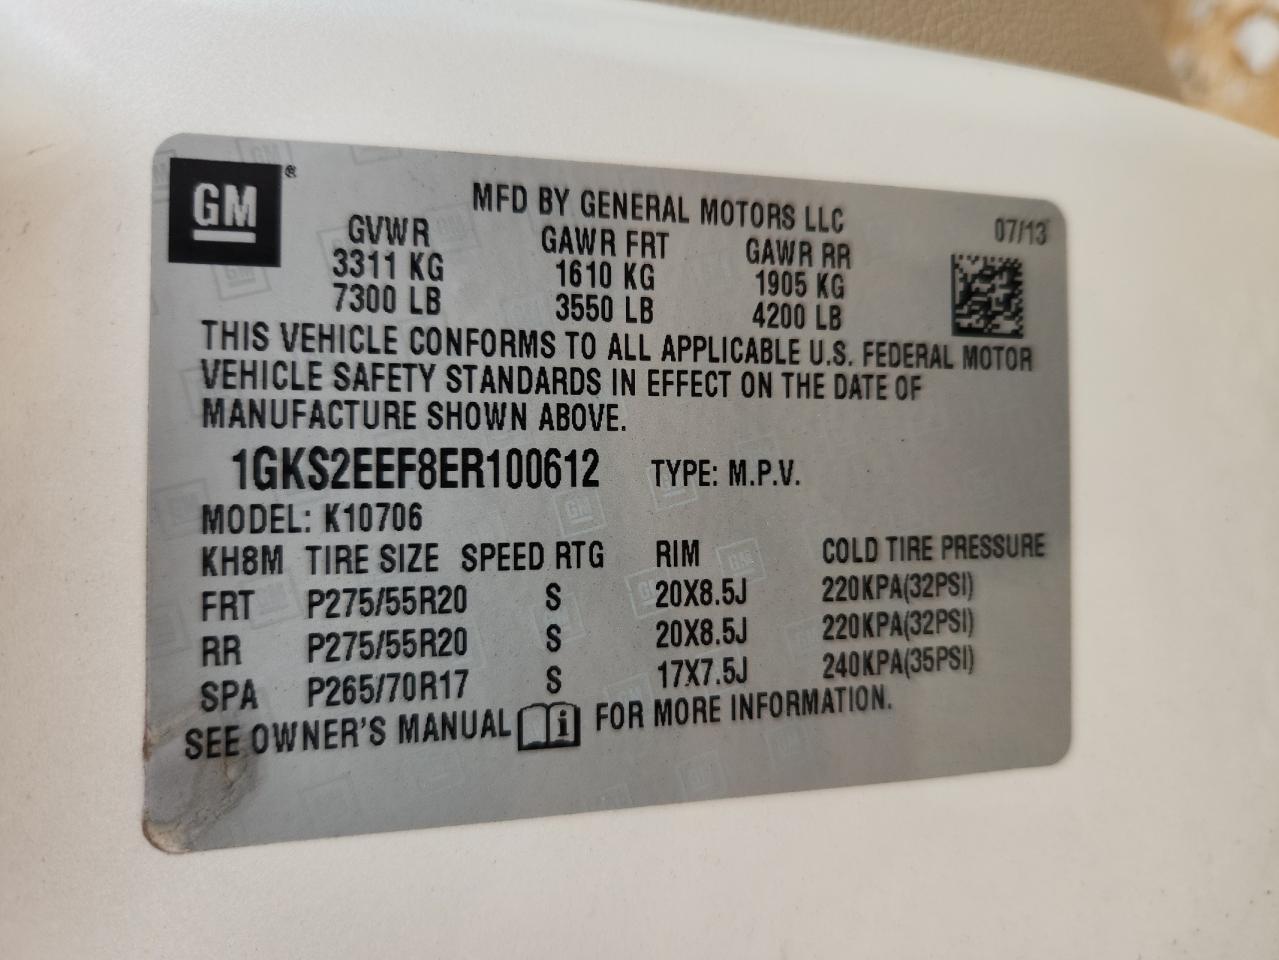 GM®
MFD BY GENERAL MOTORS LLC
07/13
GVWR GAWR FRT GAWR RR
3311 KG 1610 KG 1905 KG
7300 LB 3550 LB 4200 LB
THIS VEHICLE CONFORMS TO ALL APPLICABLE U.S. FEDERAL MOTOR
VEHICLE SAFETY STANDARDS IN EFFECT ON THE DATE OF
MANUFACTURE SHOWN ABOVE.
1GKS2EEF8ER100612 TYPE: M.P.V.
MODEL: K10706
KH8M TIRE SIZE SPEED RTG RIM COLD TIRE PRESSURE
FRT P275/55R20 S 20X8.5J 220KPA(32PSI)
RR P275/55R20 S 20X8.5J 220KPA(32PSI)
SPA P265/70R17 S 17X7.5J 240KPA(35PSI)
SEE OWNER'S MANUAL i FOR MORE INFORMATION.